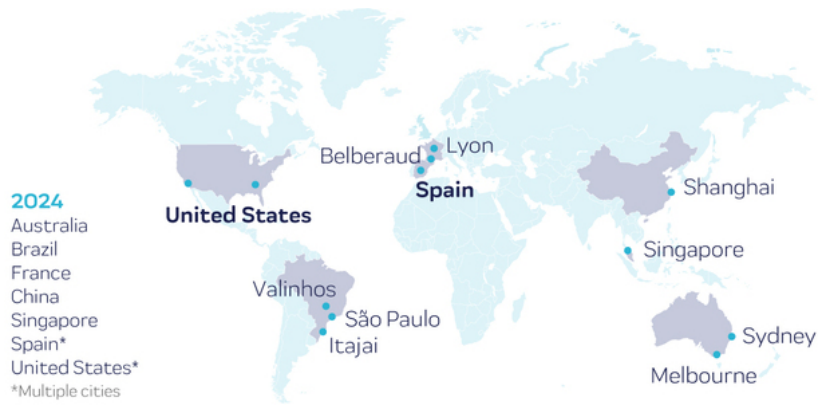 Belberaud
Lyon
Spain
United States
Shanghai
Singapore
Valinhos
São Paulo
Itajai
Sydney
Melbourne
2024
Australia
Brazil
France
China
Singapore
Spain*
United States*
*Multiple cities